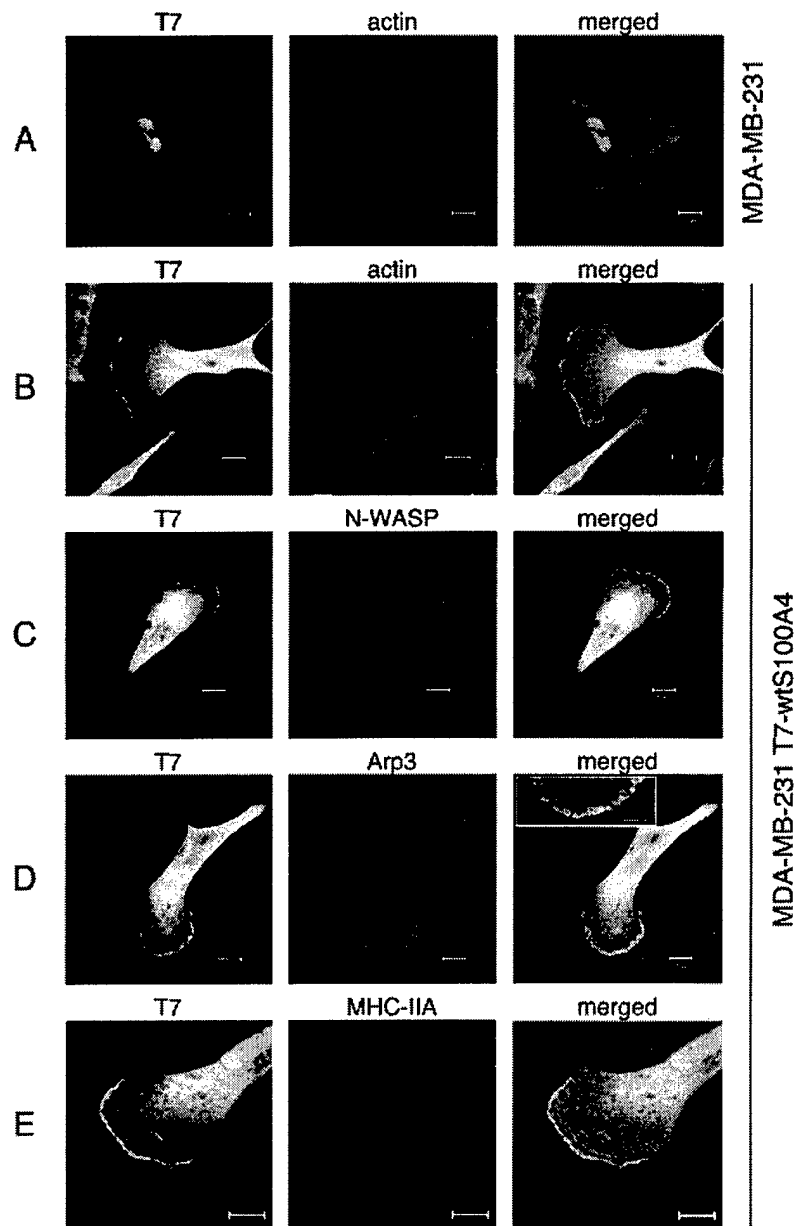 T7 actin merged
A
MDA-MB-231
T7 actin merged
B
T7 N-WASP merged
C
T7 Arp3 merged
D
T7 MHC-IIA merged
E
MDA-MB-231 T7-wtS100A4